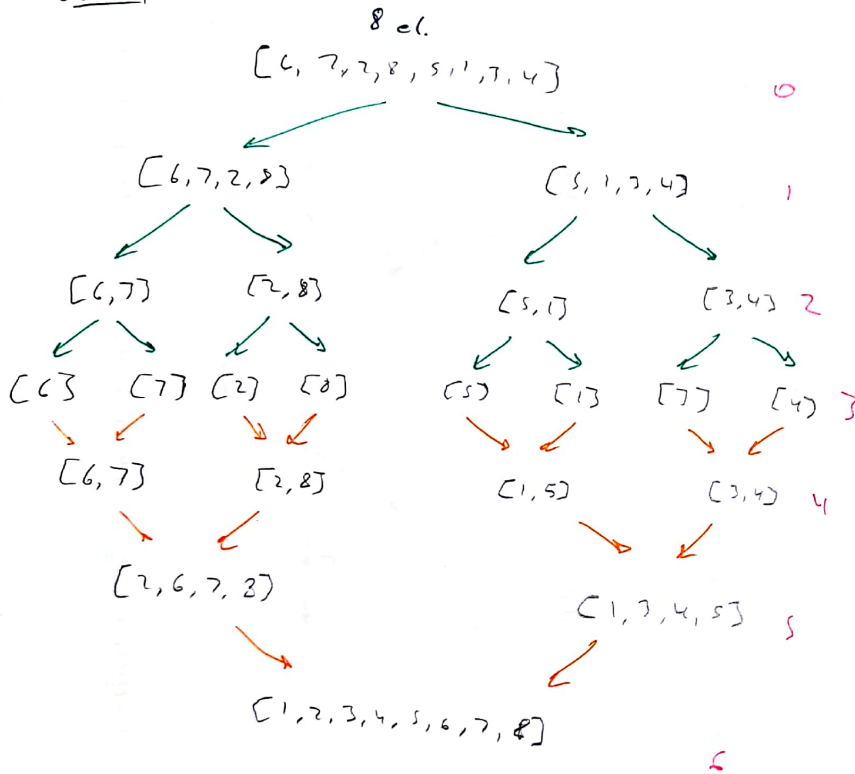 8 el.
[6, 7, 2, 8, 5, 1, 3, 4] 0
[6, 7, 2, 8] [5, 1, 3, 4] 1
[6, 7] [2, 8] [5, 1] [3, 4] 2
[6] [7] [2] [8] [5] [1] [3] [4] 3
[6, 7] [2, 8] [1, 5] [3, 4] 4
[2, 6, 7, 8] [1, 3, 4, 5] 5
[1, 2, 3, 4, 5, 6, 7, 8]
6